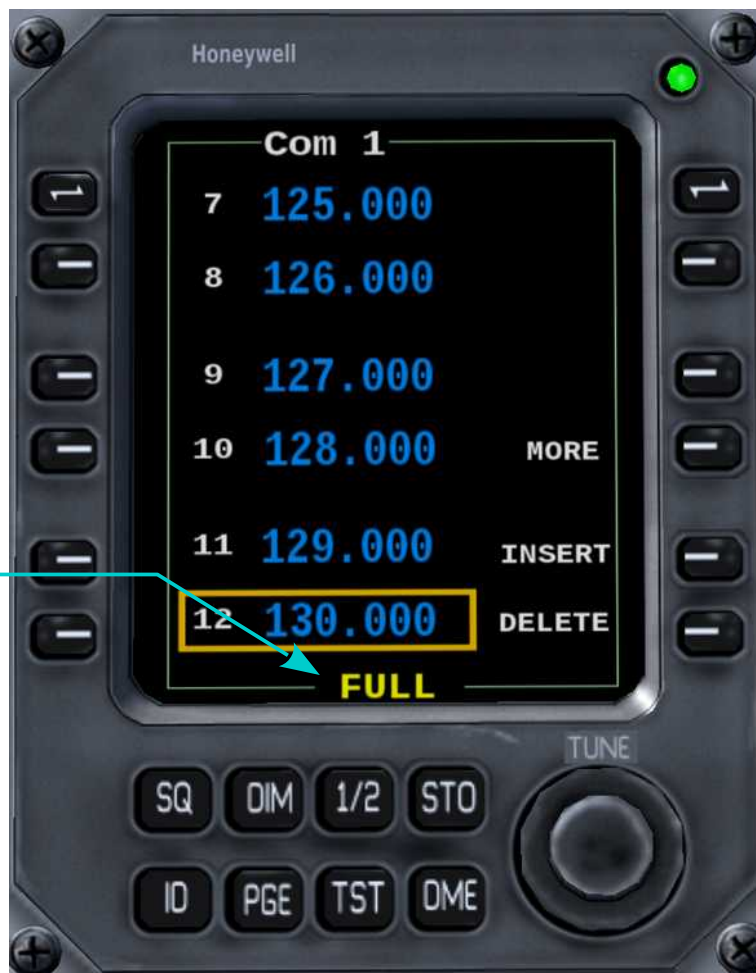 Honeywell
Com 1
7 125.000
8 126.000
9 127.000
10 128.000 MORE
11 129.000 INSERT
12 130.000 DELETE
FULL
TUNE
SQ DIM 1/2 STO
ID PGE TST DME